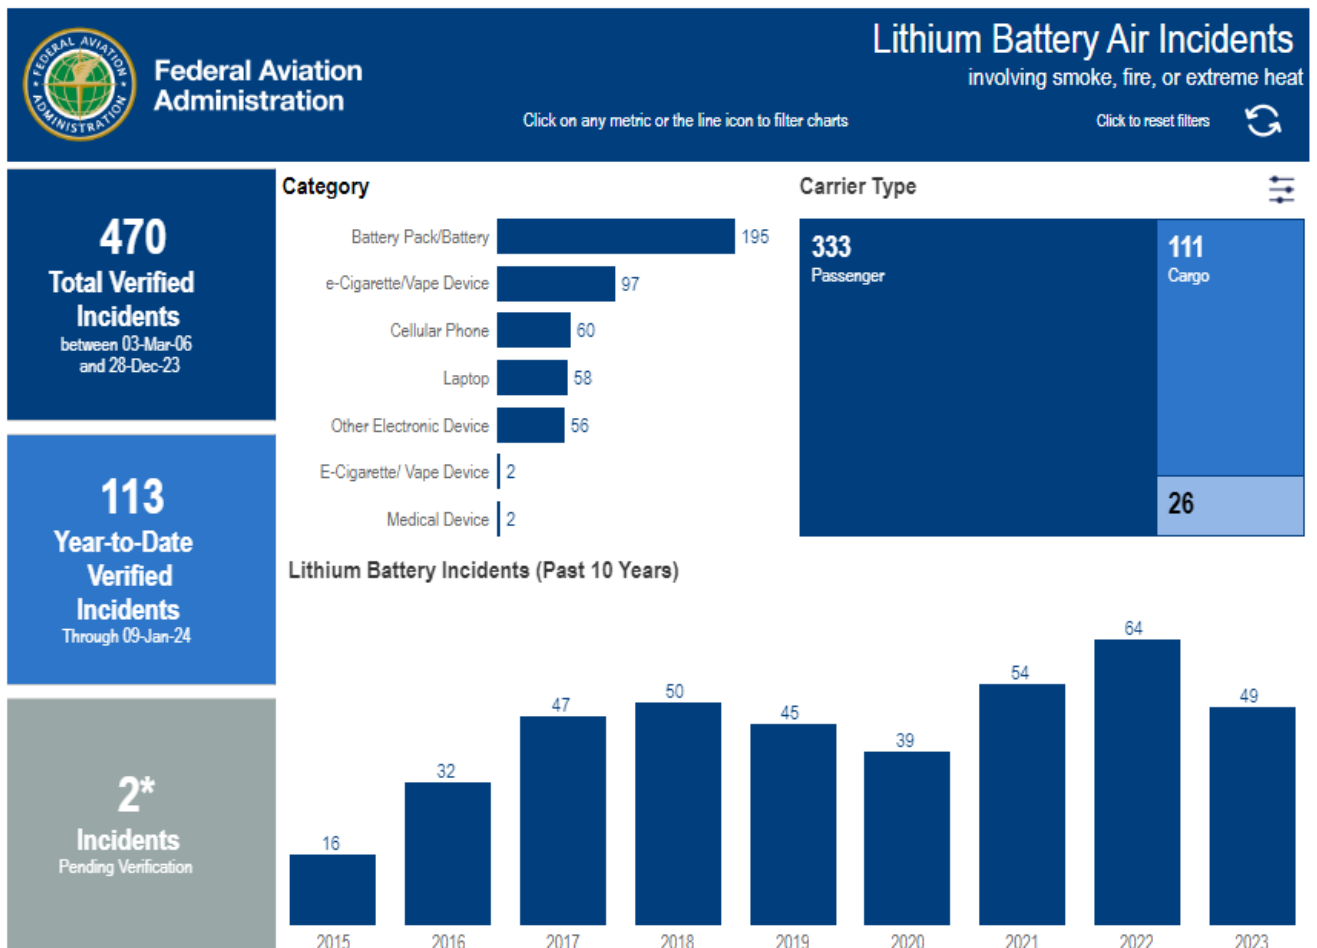 FEDERAL AVIATION
ADMINISTRATION
Federal Aviation
Administration
Lithium Battery Air Incidents
involving smoke, fire, or extreme heat
Click on any metric or the line icon to filter charts
Click to reset filters
470
Total Verified
Incidents
between 03-Mar-06
and 28-Dec-23
113
Year-to-Date
Verified
Incidents
Through 09-Jan-24
2*
Incidents
Pending Verification
Category
Battery Pack/Battery 195
e-Cigarette/Vape Device 97
Cellular Phone 60
Laptop 58
Other Electronic Device 56
E-Cigarette/ Vape Device 2
Medical Device 2
Carrier Type
333
Passenger
111
Cargo
26
Lithium Battery Incidents (Past 10 Years)
16
32
47
50
45
39
54
64
49
2015 2016 2017 2018 2019 2020 2021 2022 2023